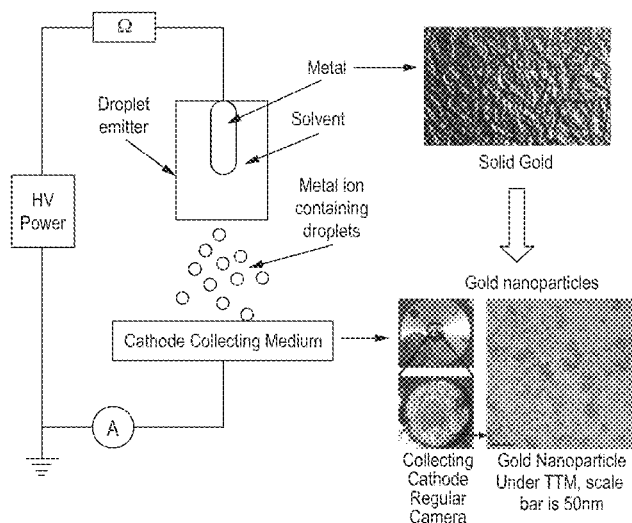 Ω
Metal
Droplet
emitter
Solvent
Solid Gold
HV
Power
Metal ion
containing
droplets
Gold nanoparticles
Cathode Collecting Medium
A
Collecting
Cathode
Regular
Camera
Gold Nanoparticle
Under TTM, scale
bar is 50nm